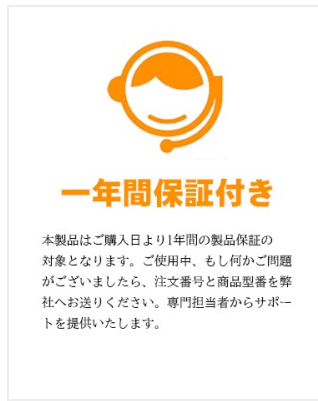 一年間保証付き
本製品はご購入日より1年間の製品保証の
対象となります。ご使用中、もし何かご問題
がございましたら、注文番号と商品型番を弊
社へお送りください。専門担当者からサポー
トを提供いたします。